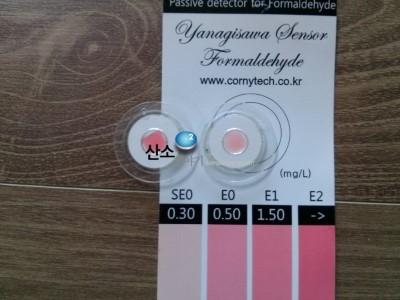 Passive detector for Formaldehyde
Yanagisawa Sensor
Formaldehyde
www.cornytech.co.kr
산소 2
(mg/L)
SE0 E0 E1 E2
0.30 0.50 1.50 ->